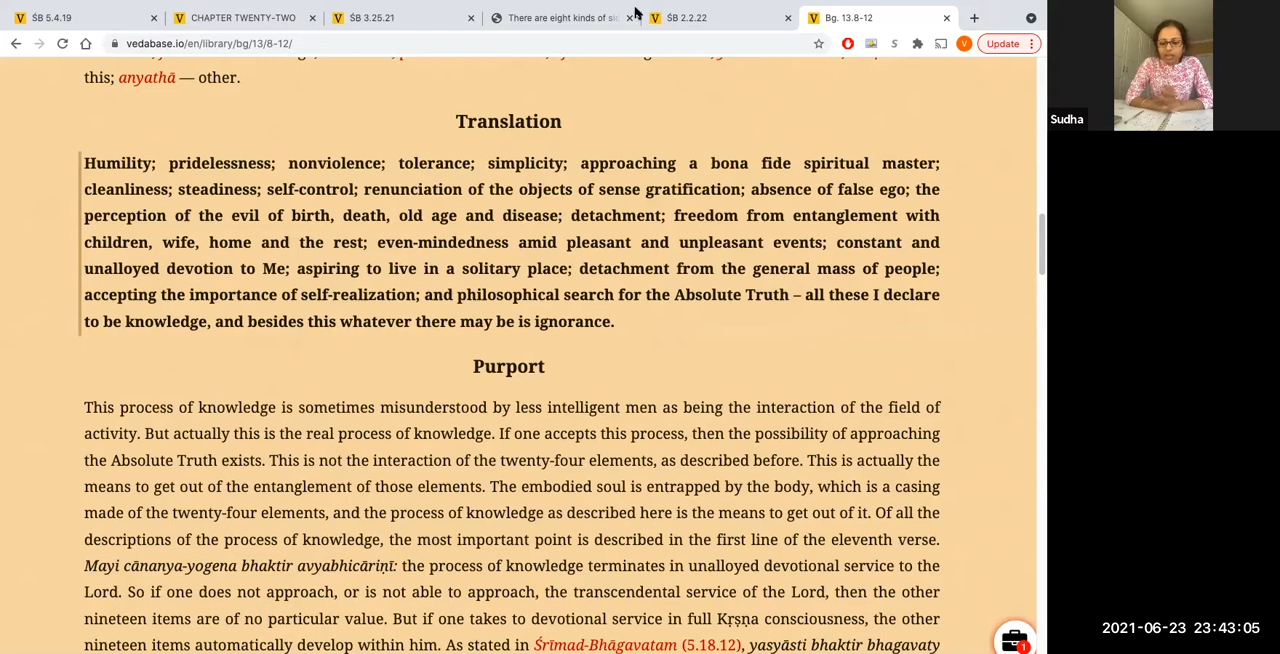 ŚB 5.4.19
CHAPTER TWENTY-TWO
ŚB 3.25.21
There are eight kinds of si
ŚB 2.2.22
Bg. 13.8-12
vedabase.io/en/library/bg/13/8-12/
S
V
Update
this; anyathā — other.
Translation
Humility; pridelessness; nonviolence; tolerance; simplicity; approaching a bona fide spiritual master;
cleanliness; steadiness; self-control; renunciation of the objects of sense gratification; absence of false ego; the
perception of the evil of birth, death, old age and disease; detachment; freedom from entanglement with
children, wife, home and the rest; even-mindedness amid pleasant and unpleasant events; constant and
unalloyed devotion to Me; aspiring to live in a solitary place; detachment from the general mass of people;
accepting the importance of self-realization; and philosophical search for the Absolute Truth – all these I declare
to be knowledge, and besides this whatever there may be is ignorance.
Purport
This process of knowledge is sometimes misunderstood by less intelligent men as being the interaction of the field of
activity. But actually this is the real process of knowledge. If one accepts this process, then the possibility of approaching
the Absolute Truth exists. This is not the interaction of the twenty-four elements, as described before. This is actually the
means to get out of the entanglement of those elements. The embodied soul is entrapped by the body, which is a casing
made of the twenty-four elements, and the process of knowledge as described here is the means to get out of it. Of all the
descriptions of the process of knowledge, the most important point is described in the first line of the eleventh verse.
Mayi cānanya-yogena bhaktir avyabhicāriṇī: the process of knowledge terminates in unalloyed devotional service to the
Lord. So if one does not approach, or is not able to approach, the transcendental service of the Lord, then the other
nineteen items are of no particular value. But if one takes to devotional service in full Kṛṣṇa consciousness, the other
nineteen items automatically develop within him. As stated in Śrīmad-Bhāgavatam (5.18.12), yasyāsti bhaktir bhagavaty
1
Sudha
2021-06-23 23:43:05